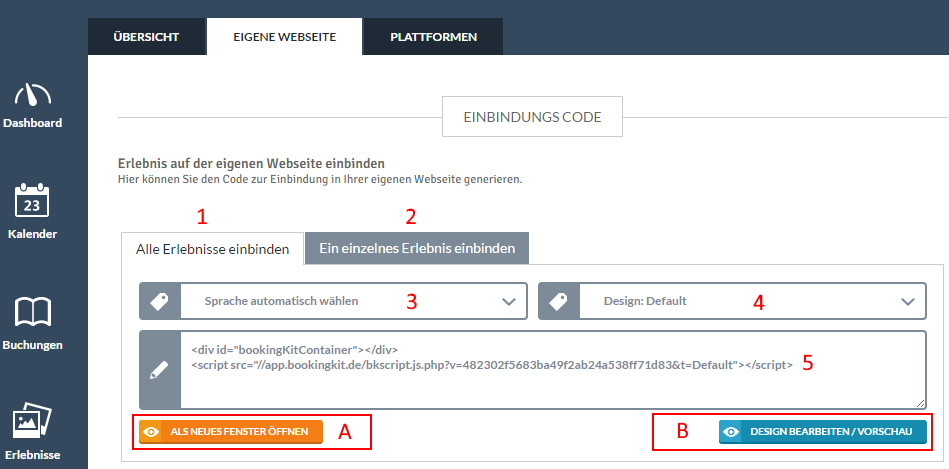 ÜBERSICHT
EIGENE WEBSEITE
PLATTFORMEN
Dashboard
23
Kalender
Buchungen
Erlebnisse
EINBINDUNGS CODE
Erlebnis auf der eigenen Webseite einbinden
Hier können Sie den Code zur Einbindung in Ihrer eigenen Webseite generieren.
1
2
Alle Erlebnisse einbinden
Ein einzelnes Erlebnis einbinden
Sprache automatisch wählen
3
Design: Default
4
<div id="bookingKitContainer"></div>
<script src="//app.bookingkit.de/bkscript.js.php?v=482302f5683ba49f2ab24a538ff71d83&t=Default"></script>
5
ALS NEUES FENSTER ÖFFNEN
A
B
DESIGN BEARBEITEN / VORSCHAU